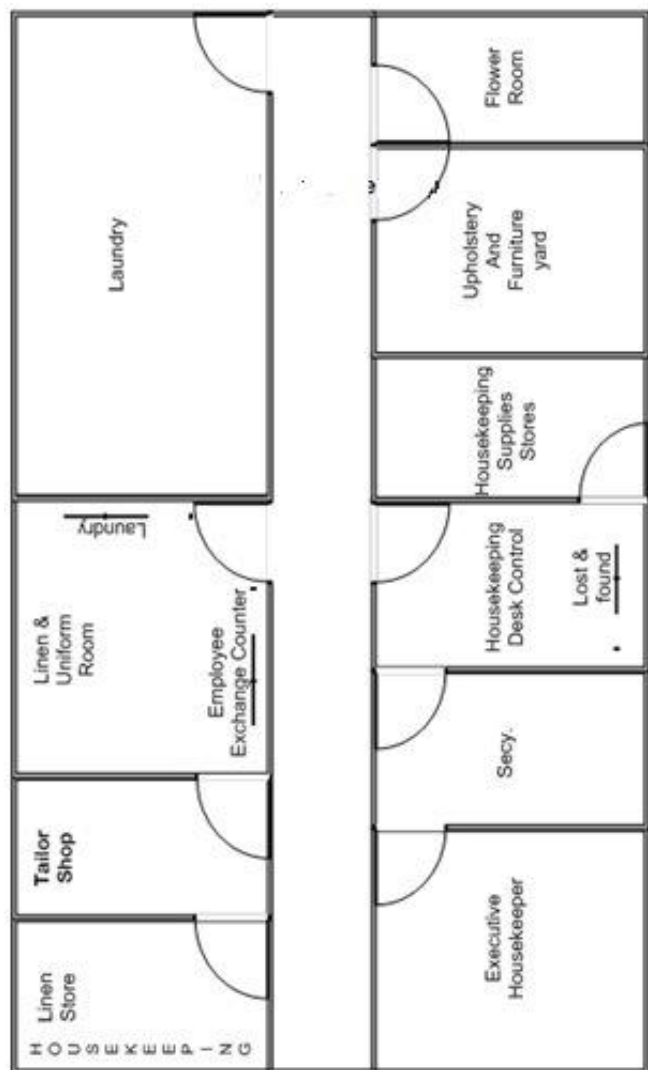 HOUSEKEEPING
Linen
Store
Tailor
Shop
Linen &
Uniform
Room
Employee
Exchange Counter
Laundry
Laundry
Executive
Housekeeper
Secy.
Housekeeping
Desk Control
Lost &
found
Housekeeping
Supplies
Stores
Upholstery
And
Furniture
yard
Flower
Room